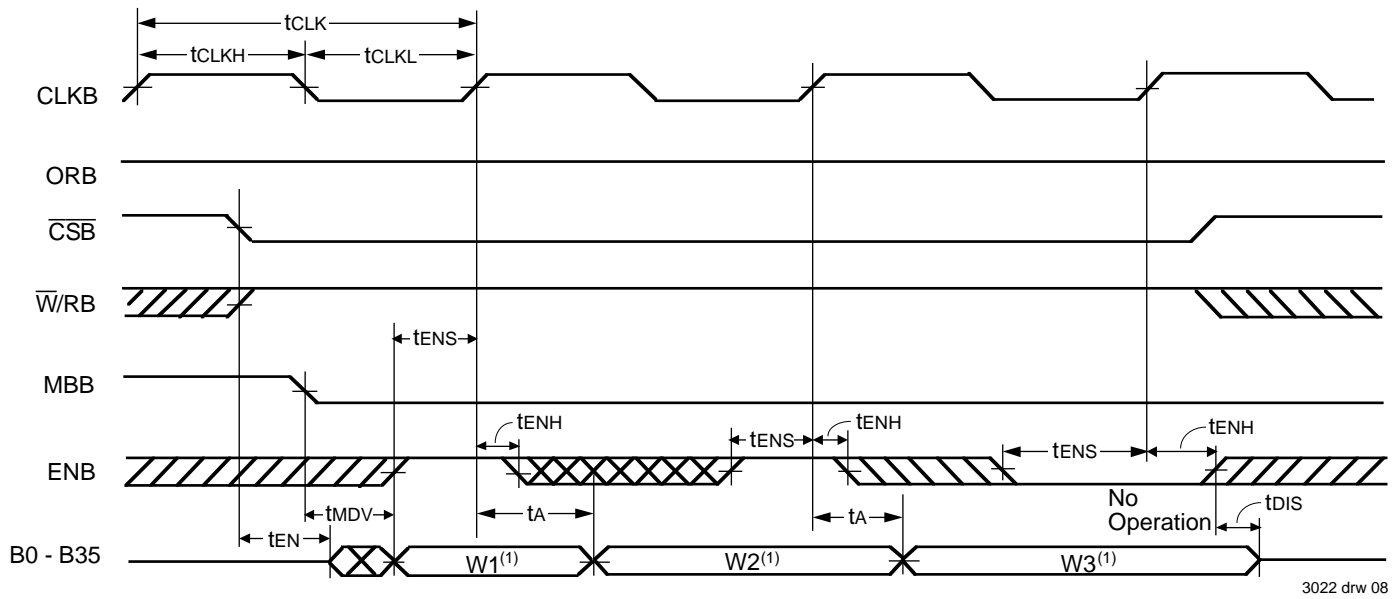 tCLK
tCLKH
tCLKL
CLKB
ORB
CSB
W/RB
tENS
MBB
tENH
tENS
tENH
tENS
tENH
ENB
No
Operation
tMDV
tA
tA
tDIS
tEN
B0 - B35
W1(1)
W2(1)
W3(1)
3022 drw 08